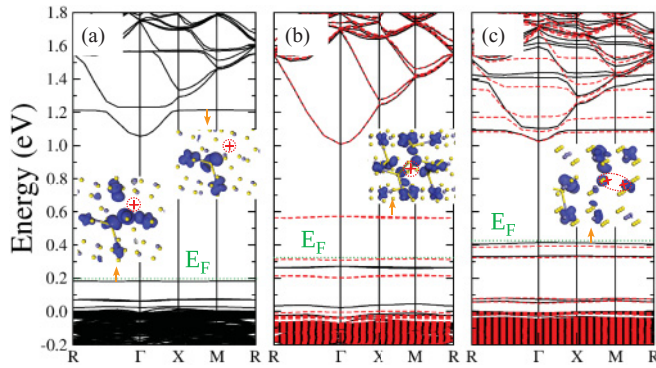 (a) (b) (c)
Energy (eV)
1.8
1.6
1.4
1.2
1.0
0.8
0.6
0.4
0.2
0.0
-0.2
E_F E_F E_F
R Γ X M R R Γ X M R R Γ X M R